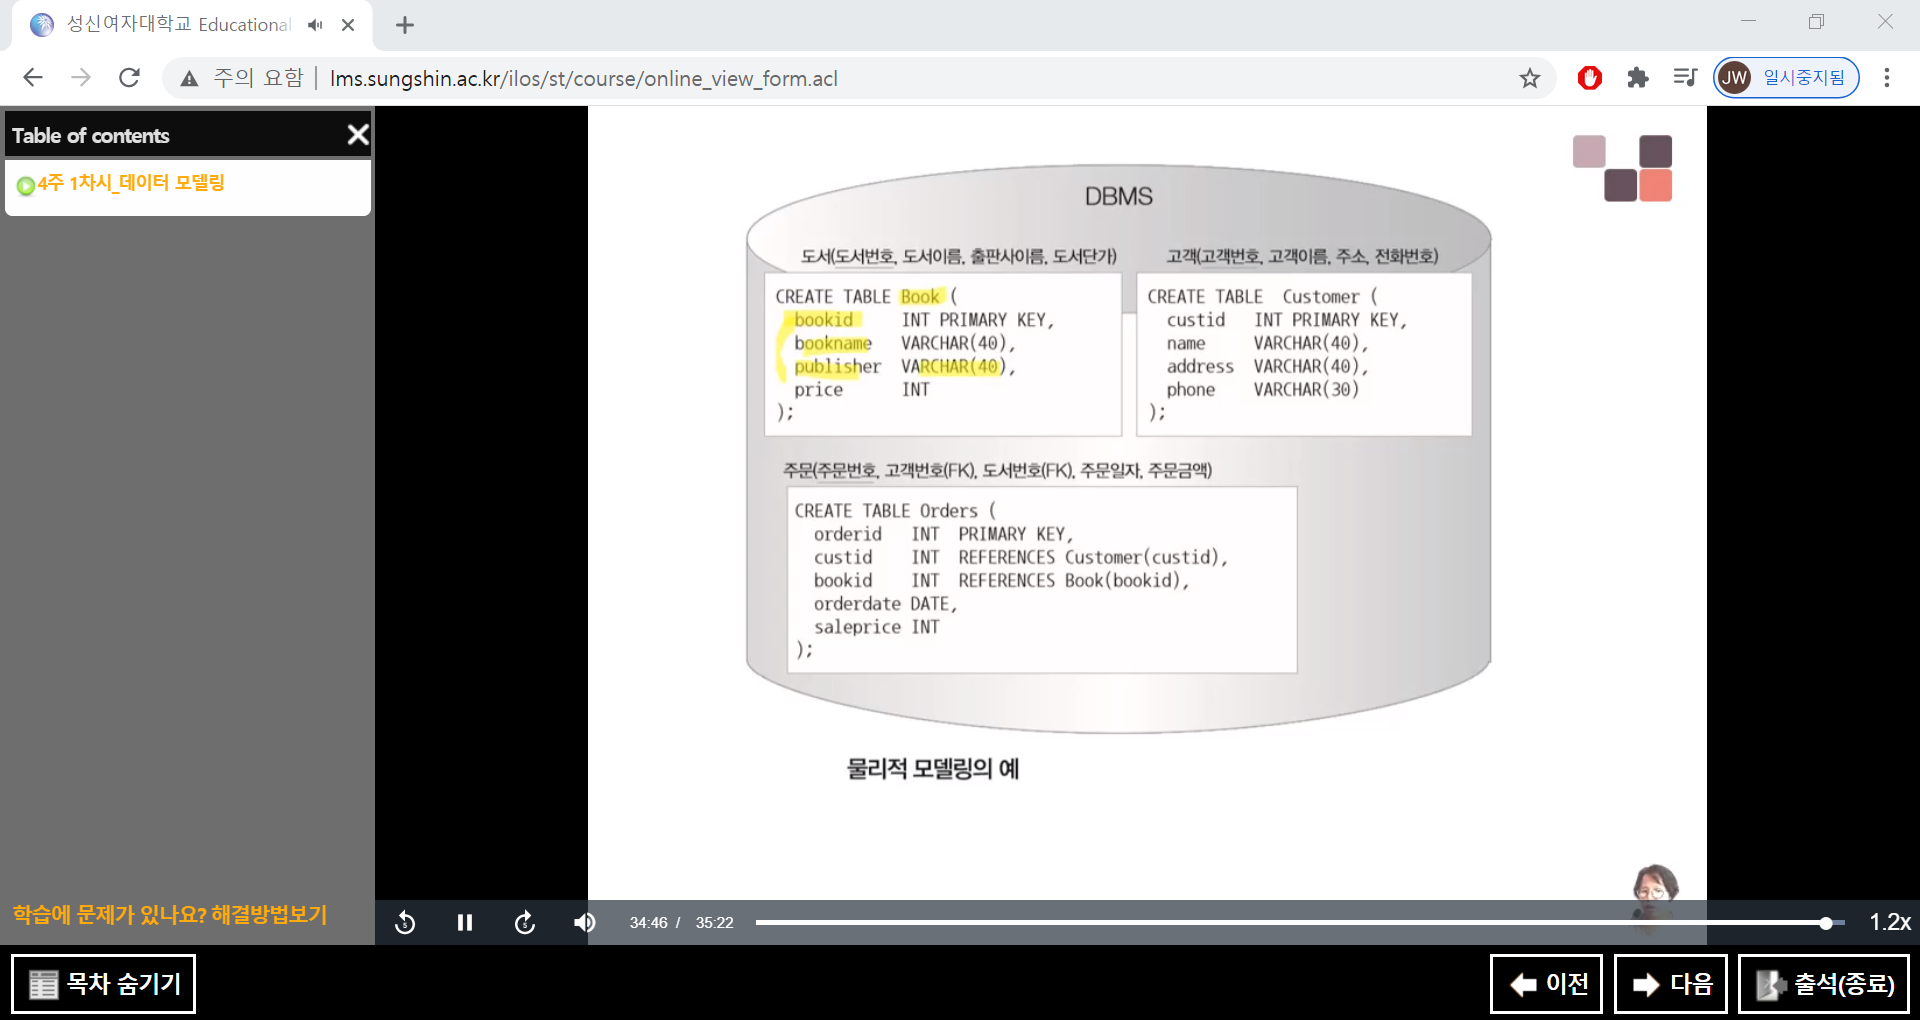 성신여자대학교 Educational
주의 요함 | lms.sungshin.ac.kr/ilos/st/course/online_view_form.acl
JW 일시중지됨
Table of contents
4주 1차시_데이터 모델링
DBMS
도서(도서번호, 도서이름, 출판사이름, 도서단가)
CREATE TABLE Book (
bookid INT PRIMARY KEY,
bookname VARCHAR(40),
publisher VARCHAR(40),
price INT
);
고객(고객번호, 고객이름, 주소, 전화번호)
CREATE TABLE Customer (
custid INT PRIMARY KEY,
name VARCHAR(40),
address VARCHAR(40),
phone VARCHAR(30)
);
주문(주문번호, 고객번호(FK), 도서번호(FK), 주문일자, 주문금액)
CREATE TABLE Orders (
orderid INT PRIMARY KEY,
custid INT REFERENCES Customer(custid),
bookid INT REFERENCES Book(bookid),
orderdate DATE,
saleprice INT
);
물리적 모델링의 예
학습에 문제가 있나요? 해결방법보기
5
5
34:46 / 35:22
1.2x
목차 숨기기
이전
다음
출석(종료)